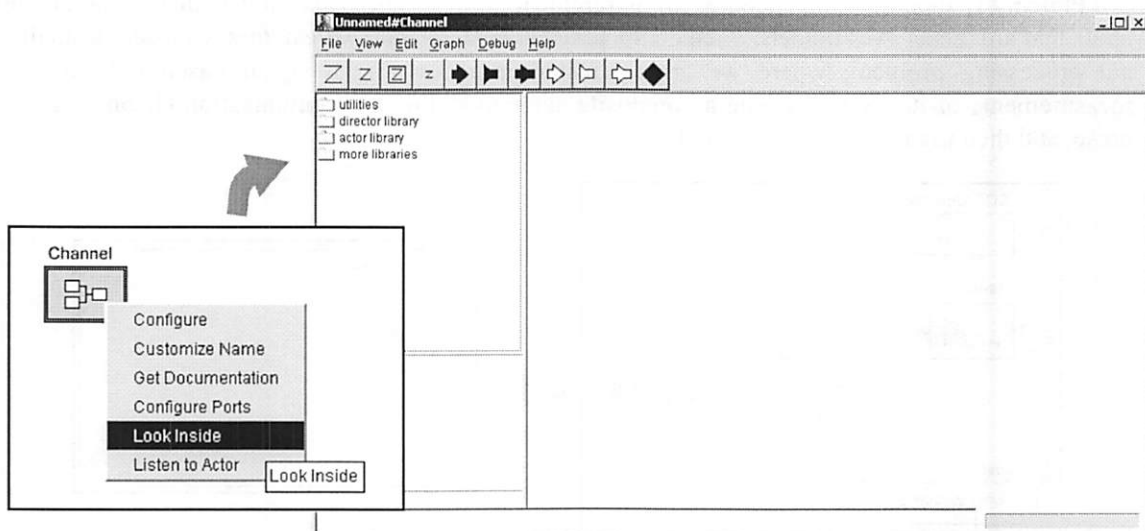 Unnamed#Channel
File View Edit Graph Debug Help
Z Z Z Z
utilities
director library
actor library
more libraries
Channel
Configure
Customize Name
Get Documentation
Configure Ports
Look Inside
Listen to Actor
Look Inside